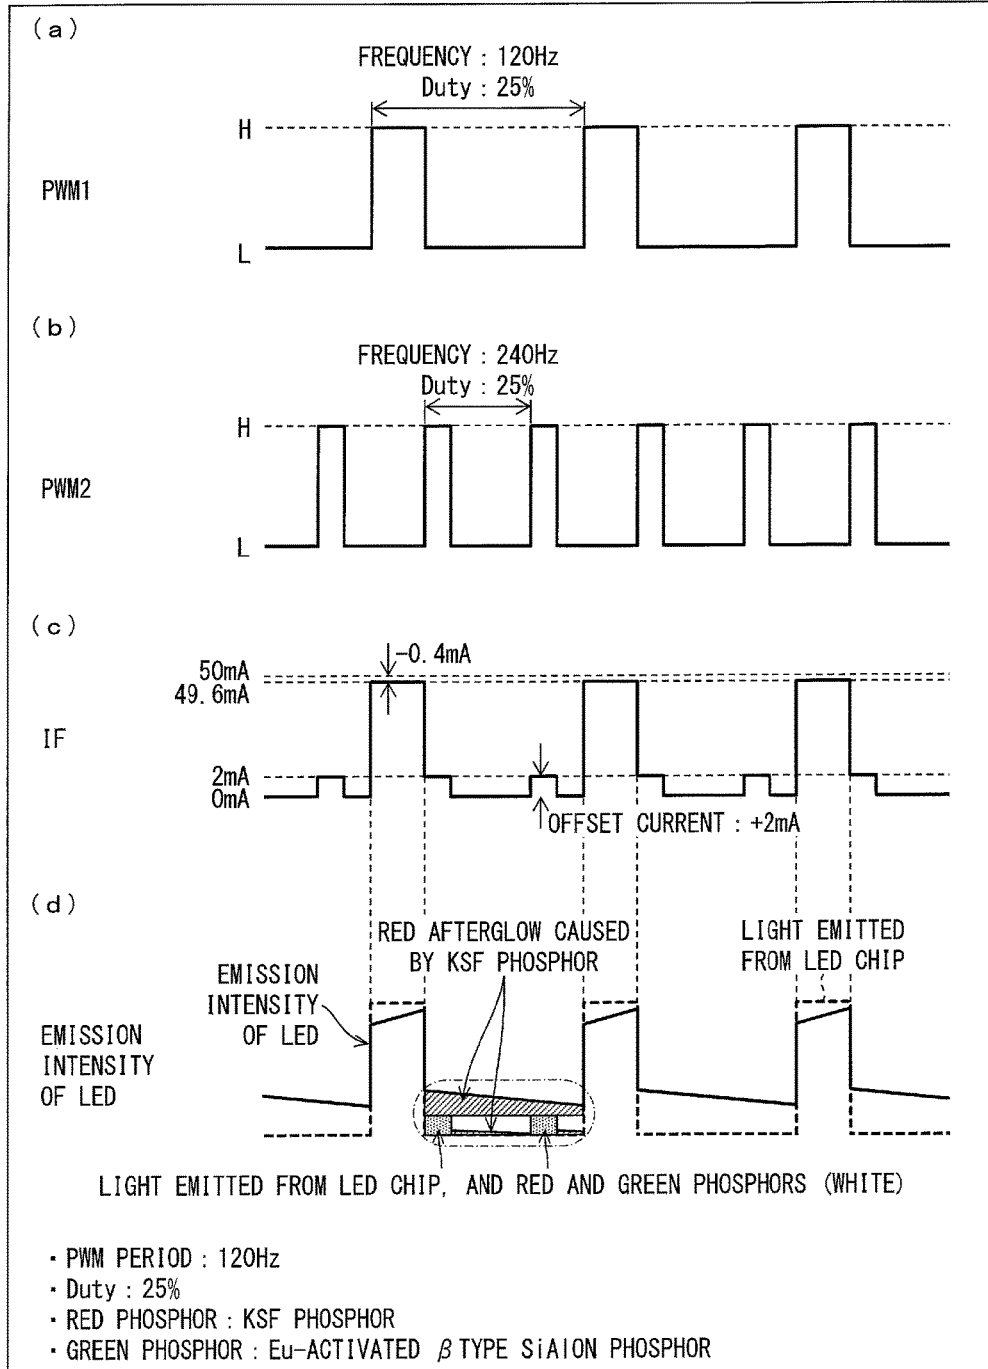 (a)
FREQUENCY : 120Hz
Duty : 25%
H
PWM1
L
(b)
FREQUENCY : 240Hz
Duty : 25%
H
PWM2
L
(c)
-0.4mA
50mA
49.6mA
IF
2mA
0mA
OFFSET CURRENT : +2mA
(d)
RED AFTERGLOW CAUSED
BY KSF PHOSPHOR
LIGHT EMITTED
FROM LED CHIP
EMISSION
INTENSITY
OF LED
EMISSION
INTENSITY
OF LED
LIGHT EMITTED FROM LED CHIP, AND RED AND GREEN PHOSPHORS (WHITE)
・PWM PERIOD : 120Hz
・Duty : 25%
・RED PHOSPHOR : KSF PHOSPHOR
・GREEN PHOSPHOR : Eu-ACTIVATED β TYPE SiAlON PHOSPHOR